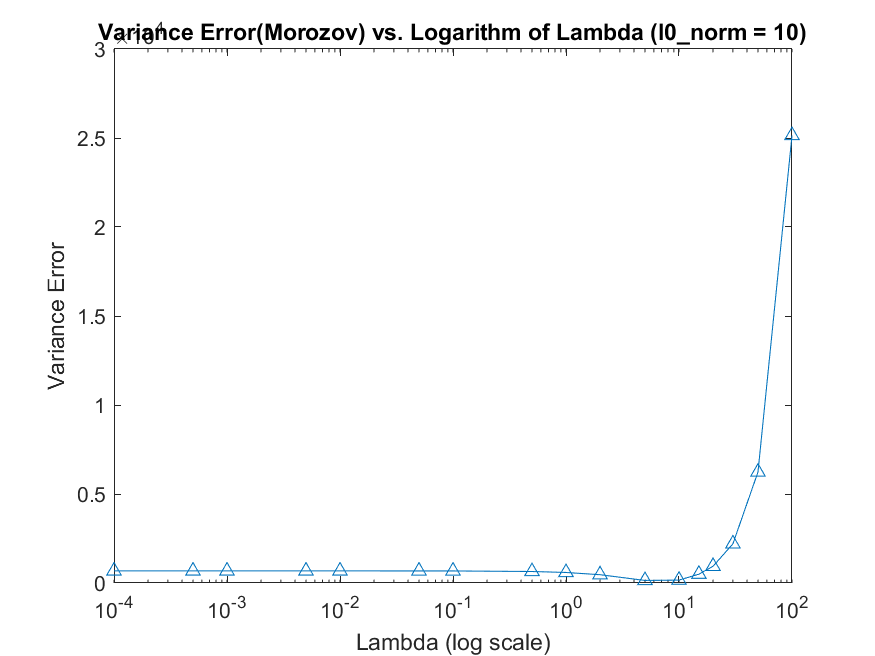 Variance Error(Morozov) vs. Logarithm of Lambda (l0_norm = 10)
×10^4
3
2.5
2
1.5
1
0.5
0
Variance Error
10^-4 10^-3 10^-2 10^-1 10^0 10^1 10^2
Lambda (log scale)